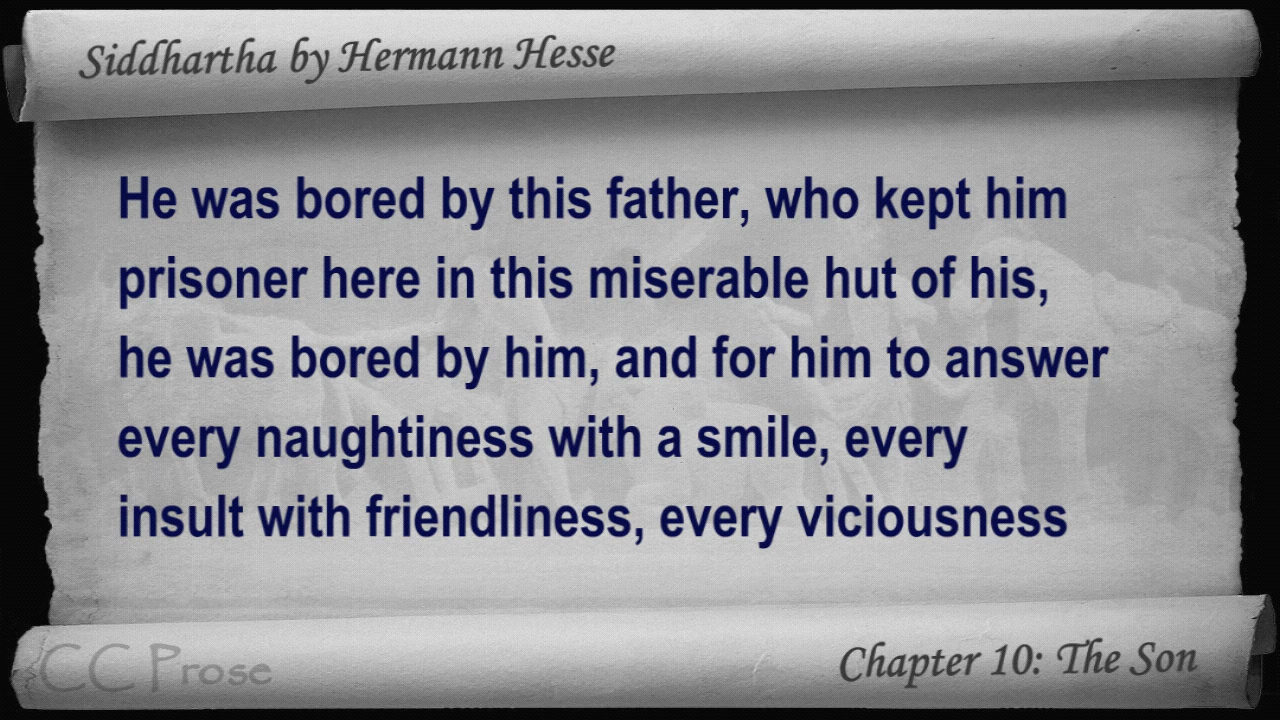 Siddhartha by Hermann Hesse
He was bored by this father, who kept him
prisoner here in this miserable hut of his,
he was bored by him, and for him to answer
every naughtiness with a smile, every
insult with friendliness, every viciousness
CC Prose
Chapter 10: The Son